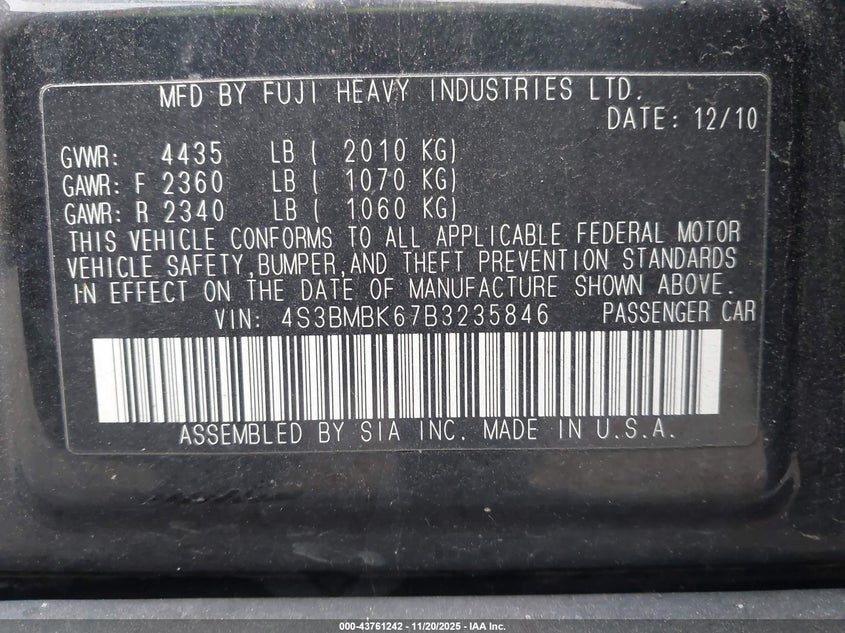 MFD BY FUJI HEAVY INDUSTRIES LTD.
DATE: 12/10
GVWR: 4435 LB ( 2010 KG)
GAWR: F 2360 LB ( 1070 KG)
GAWR: R 2340 LB ( 1060 KG)
THIS VEHICLE CONFORMS TO ALL APPLICABLE FEDERAL MOTOR
VEHICLE SAFETY,BUMPER,AND THEFT PREVENTION STANDARDS
IN EFFECT ON THE DATE OF MANUFACTURE SHOWN ABOVE.
VIN: 4S3BMBK67B3235846 PASSENGER CAR
ASSEMBLED BY SIA INC. MADE IN U.S.A.
000-43761242 - 11/20/2025 - IAA Inc.